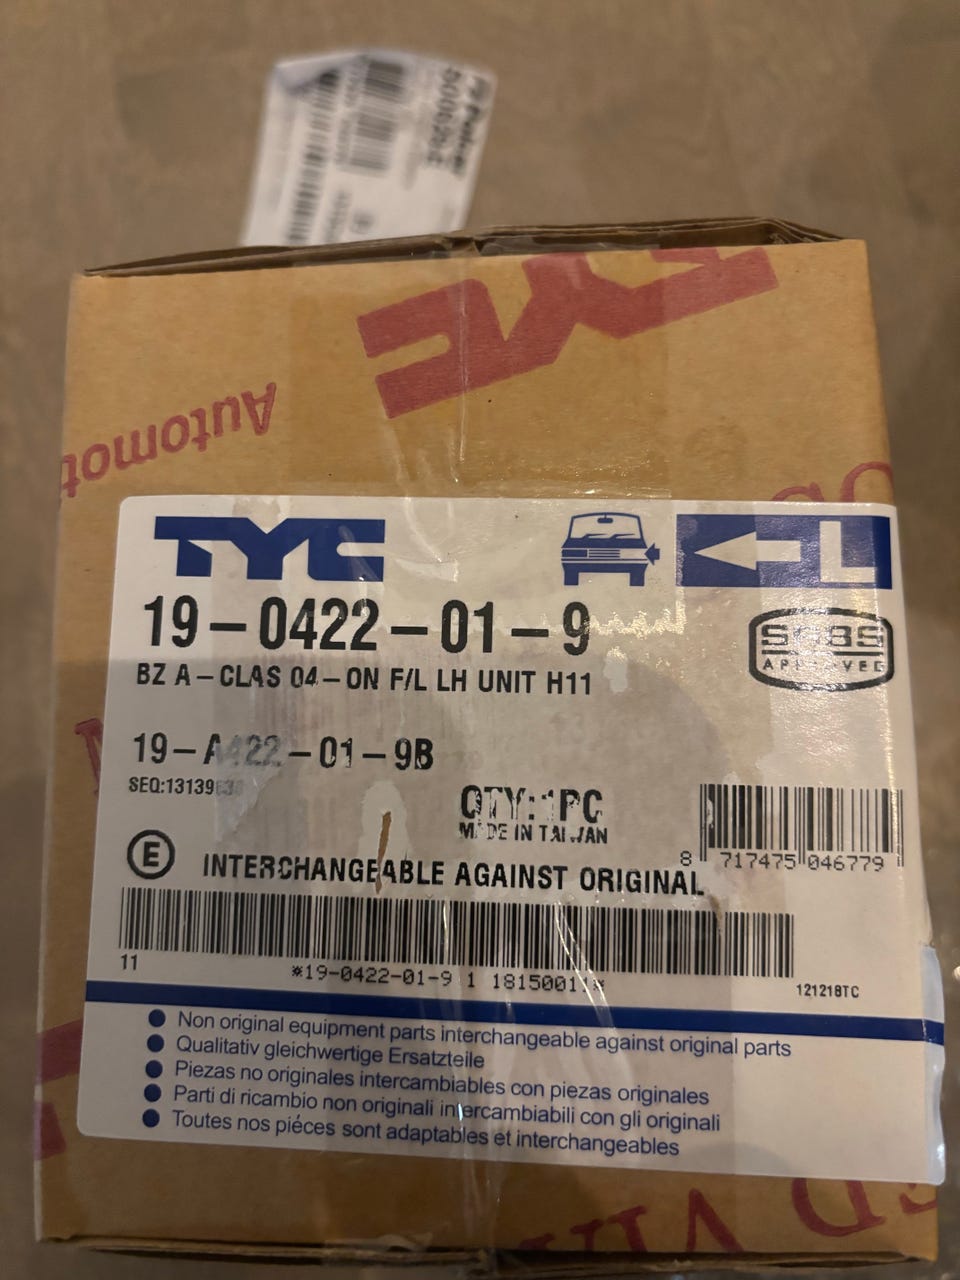 TYC
Automot
TYC
L
19-0422-01-9
BZ A-CLAS 04-ON F/L LH UNIT H11
SABS
APPROVED
19-A422-01-9B
QTY:1PC
MADE IN TAIWAN
8 717475 046779
E
INTERCHANGEABLE AGAINST ORIGINAL
11
*19-0422-01-9 1
121218TC
Non original equipment parts interchangeable against original parts
Qualitativ gleichwertige Ersatzteile
Piezas no originales intercambiables con piezas originales
Parti di ricambio non originali intercambiabili con gli originali
Toutes nos piéces sont adaptables et interchangeables